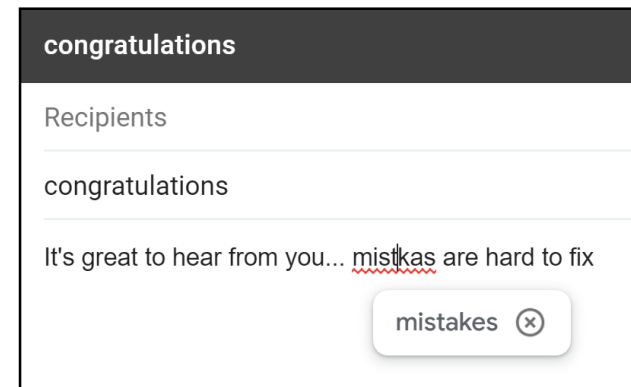 congratulations
Recipients
congratulations
It's great to hear from you... mistkas are hard to fix
mistakes